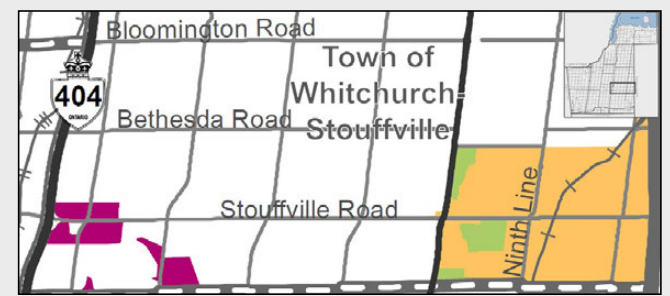 Bloomington Road
Town of
Whitchurch-
Stouffville
404
ONTARIO
Bethesda Road
Stouffville Road
Ninth Line